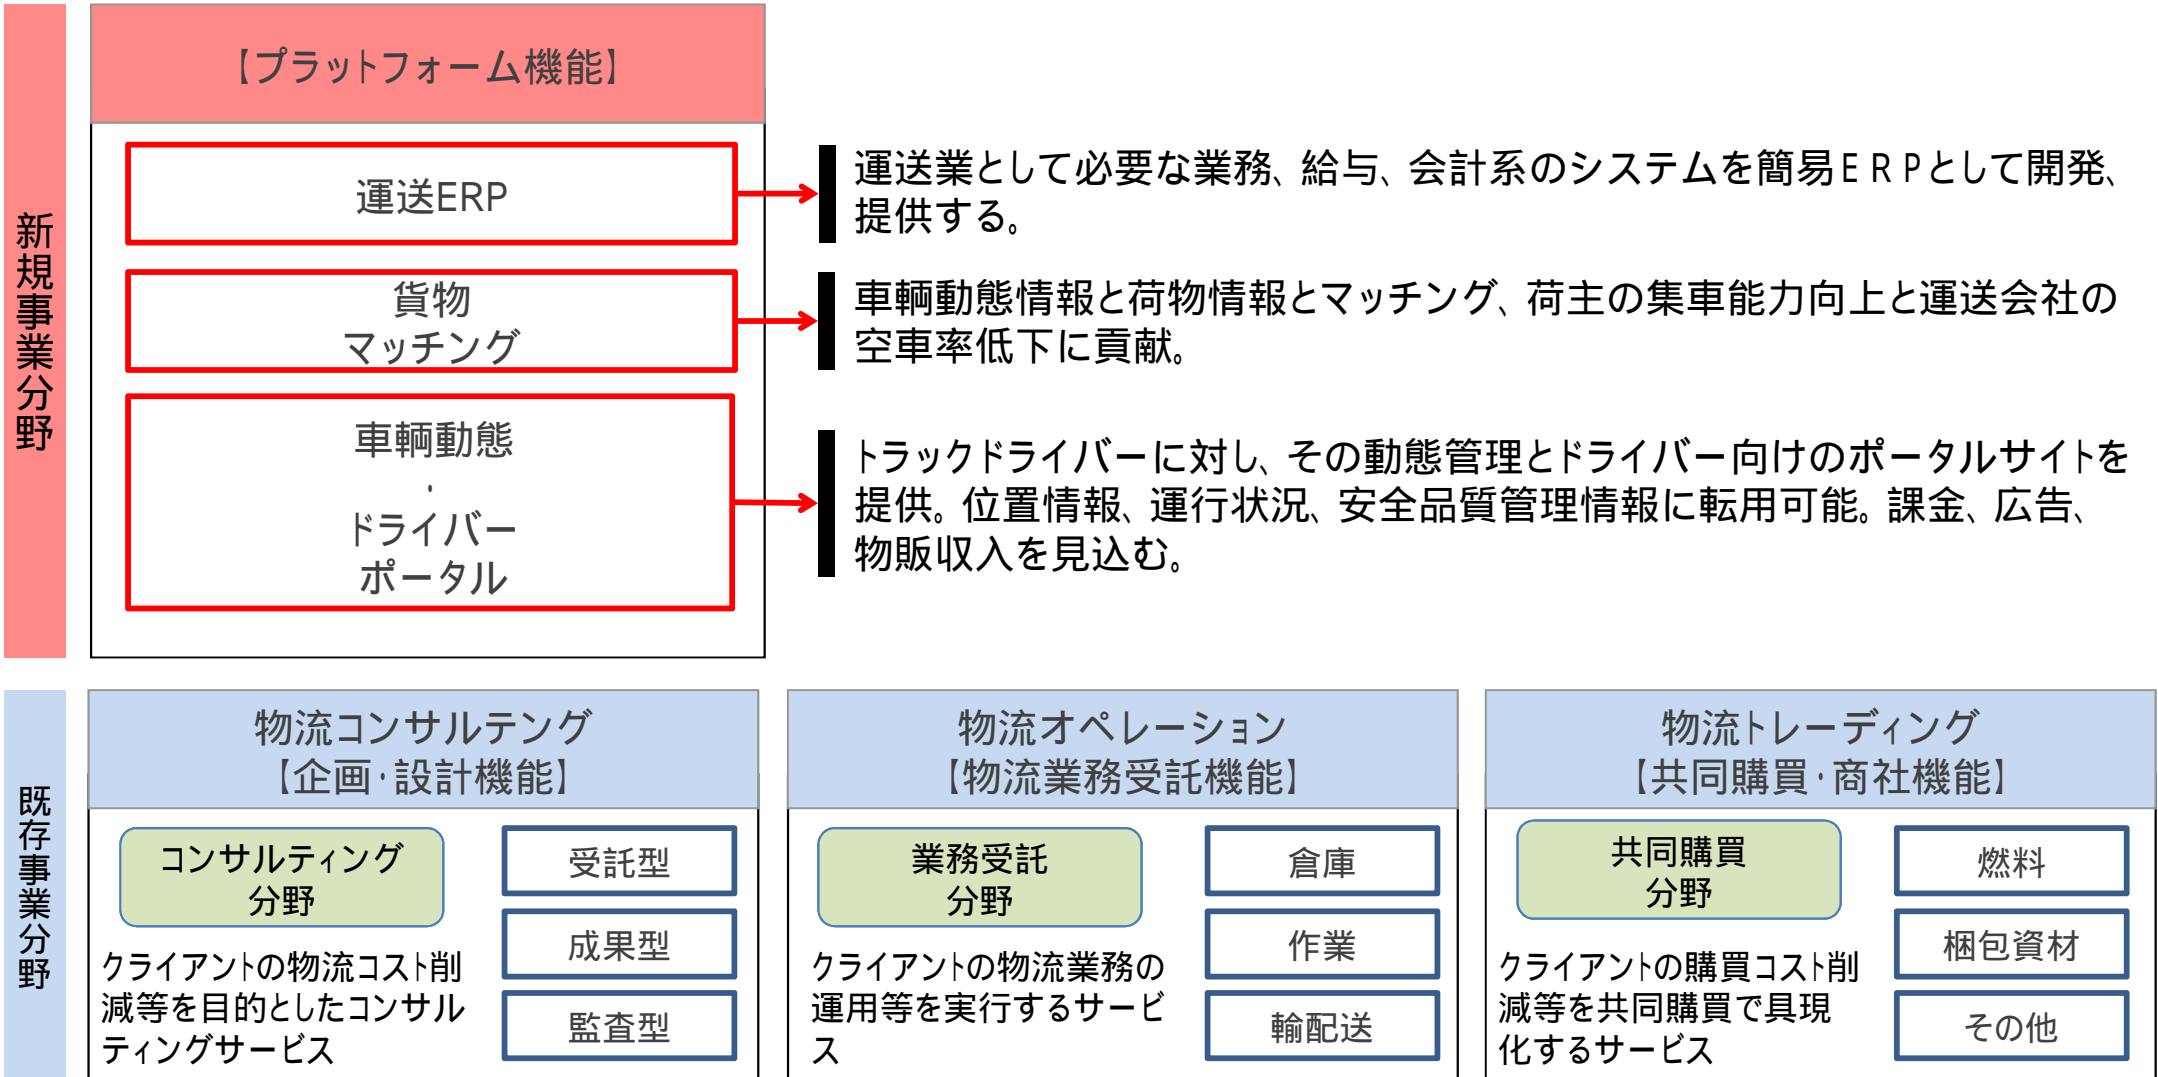 新規事業分野
【プラットフォーム機能】
運送ERP
運送業として必要な業務、給与、会計系のシステムを簡易ERPとして開発、
提供する。
貨物
マッチング
車輌動態情報と荷物情報とマッチング、荷主の集車能力向上と運送会社の
空車率低下に貢献。
車輌動態
・
ドライバー
ポータル
トラックドライバーに対し、その動態管理とドライバー向けのポータルサイトを
提供。位置情報、運行状況、安全品質管理情報に転用可能。課金、広告、
物販収入を見込む。
既存事業分野
物流コンサルテング
【企画・設計機能】
コンサルティング
分野
クライアントの物流コスト削
減等を目的としたコンサル
ティングサービス
受託型
成果型
監査型
物流オペレーション
【物流業務受託機能】
業務受託
分野
クライアントの物流業務の
運用等を実行するサービ
ス
倉庫
作業
輸配送
物流トレーディング
【共同購買・商社機能】
共同購買
分野
クライアントの購買コスト削
減等を共同購買で具現
化するサービス
燃料
梱包資材
その他